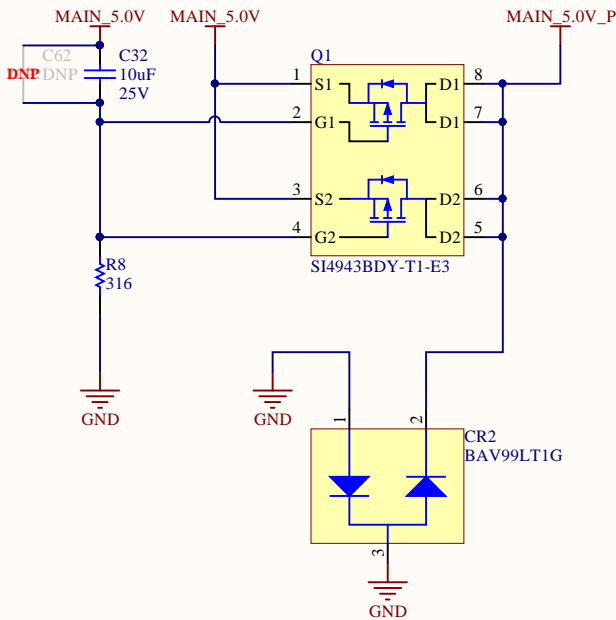 MAIN_5.0V
MAIN_5.0V
MAIN_5.0V_P
C62
DNP
DNP
C32
10uF
25V
Q1
1
S1
D1
8
2
G1
D1
7
3
S2
D2
6
4
G2
D2
5
SI4943BDY-T1-E3
R8
316
GND
GND
1
2
CR2
BAV99LT1G
3
GND